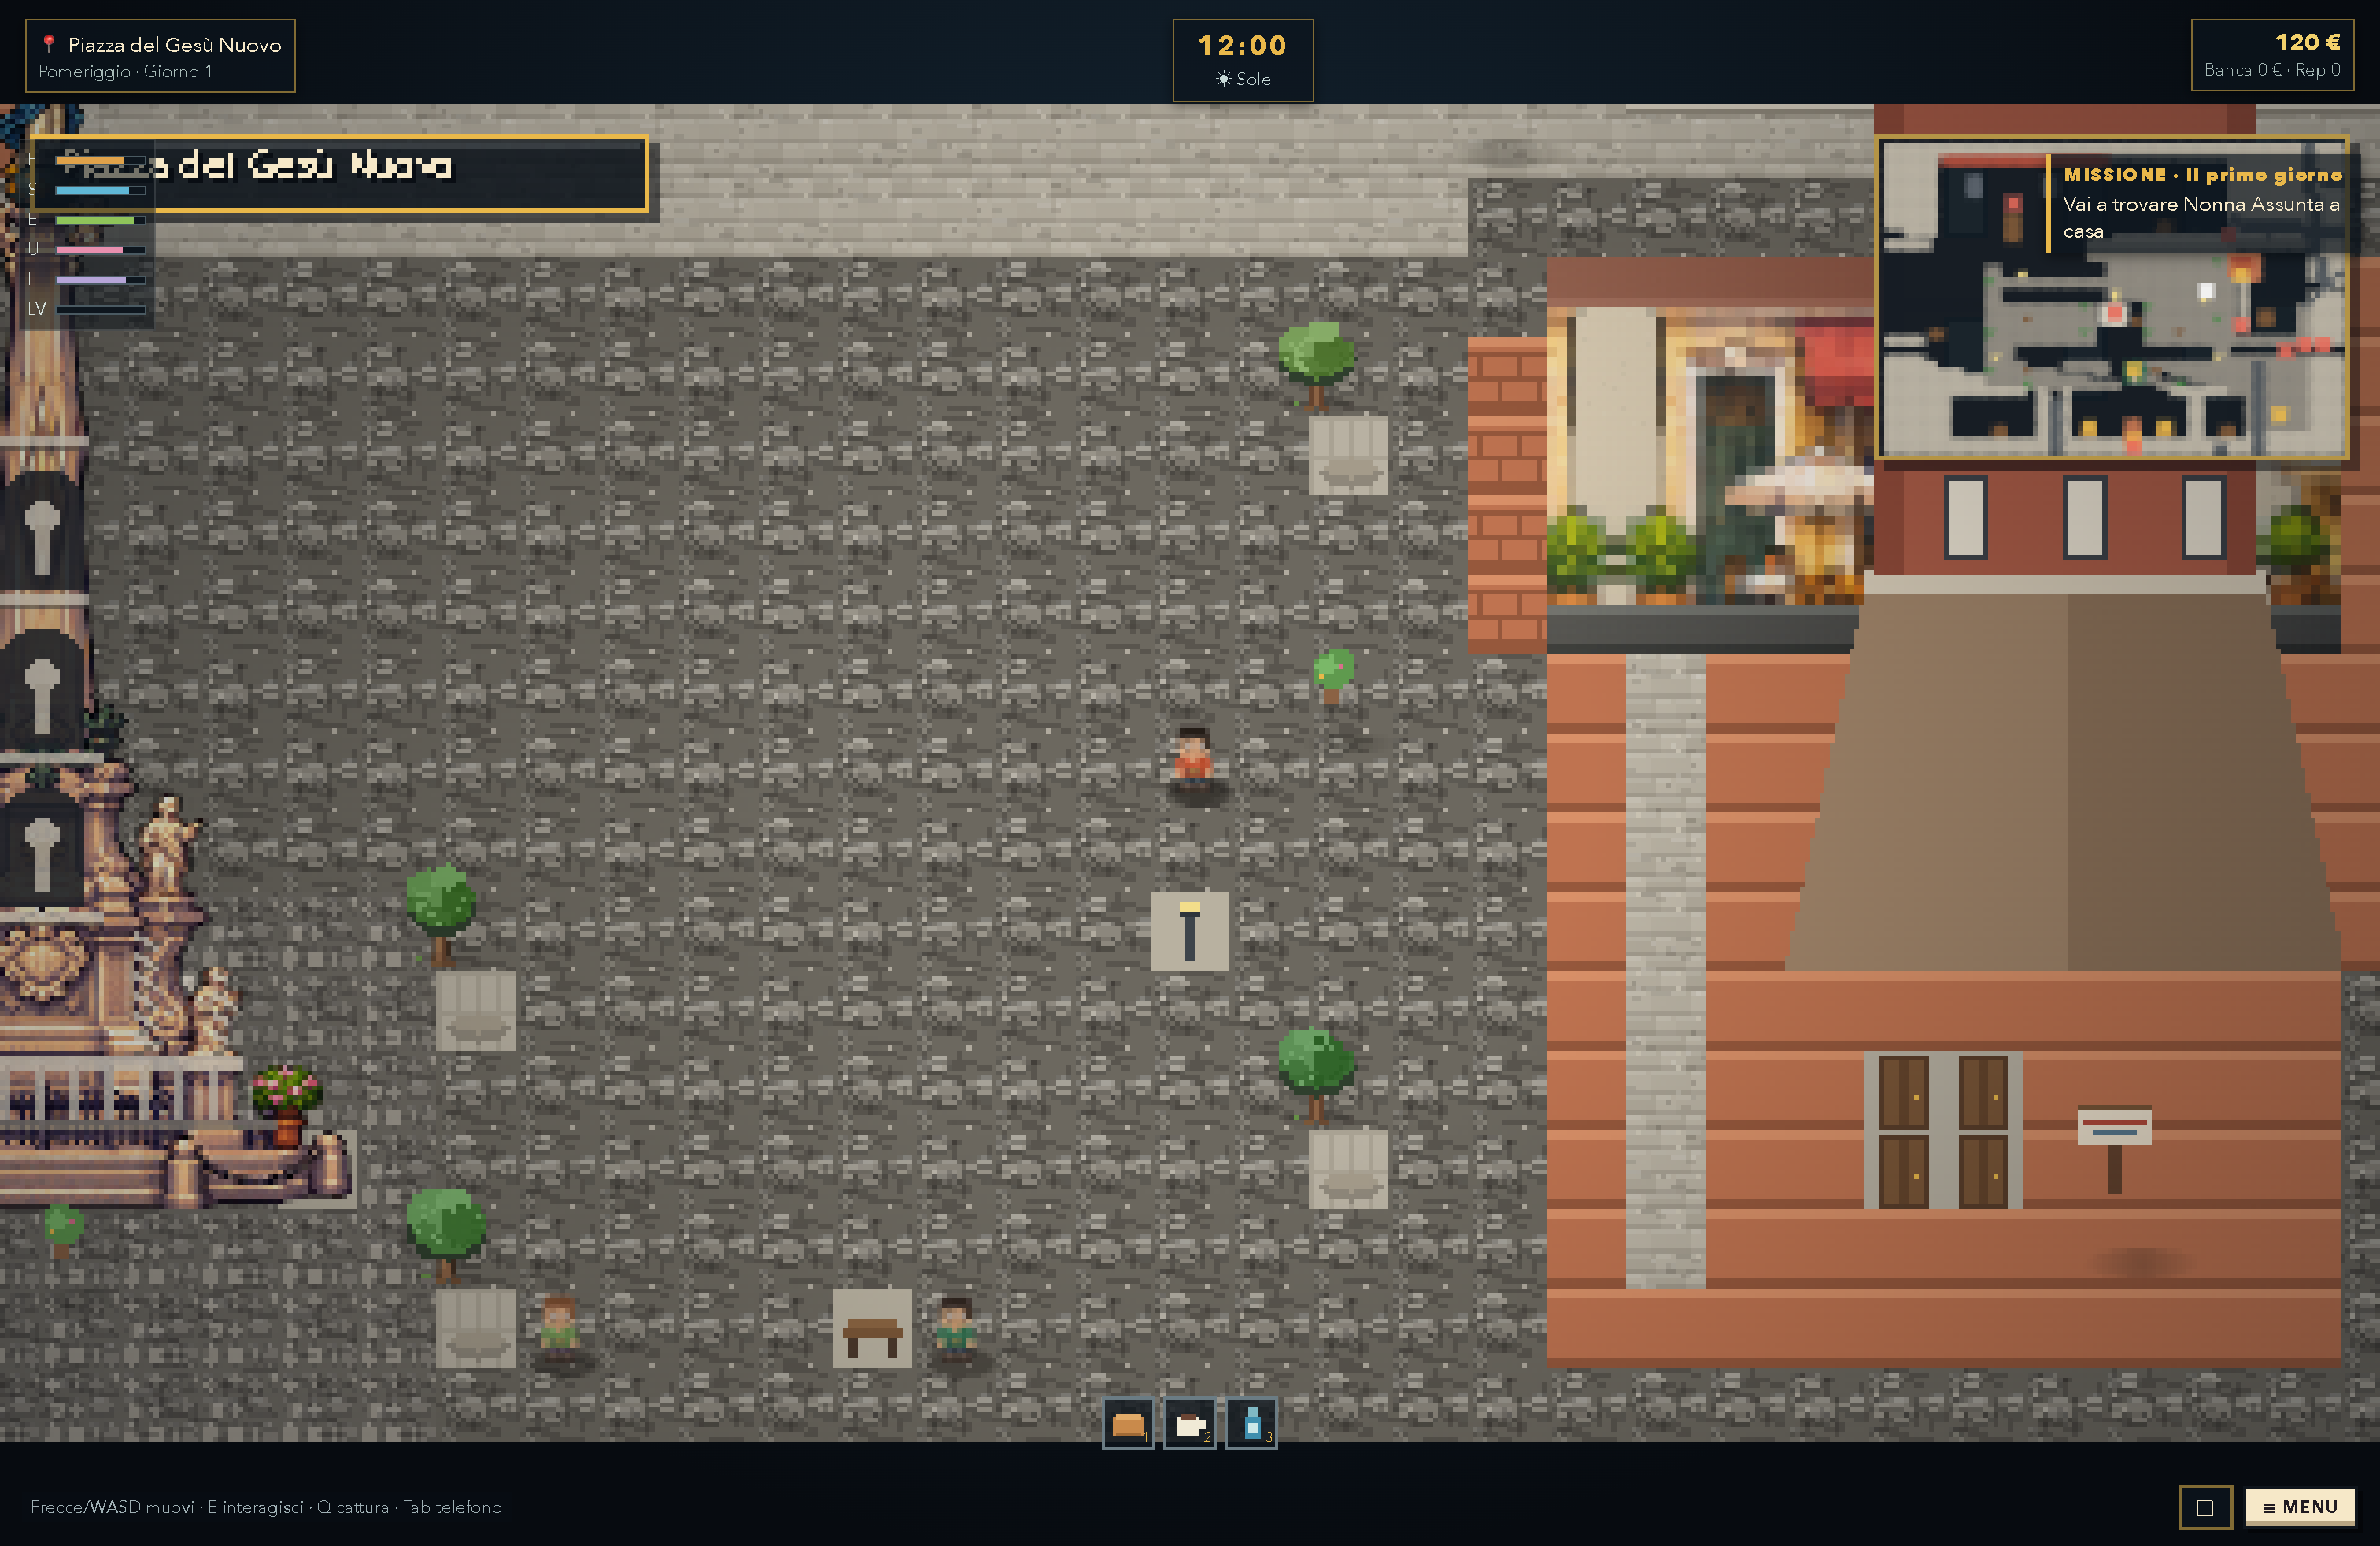 Piazza del Gesù Nuovo
Pomeriggio · Giorno 1
12:00
☀ Sole
120 €
Banca 0 € · Rep 0
del Gesù Nuovo
F
S
E
U
I
LV
MISSIONE · Il primo giorno
Vai a trovare Nonna Assunta a
casa
1
2
3
Frecce/WASD muovi · E interagisci · Q cattura · Tab telefono
≡ MENU